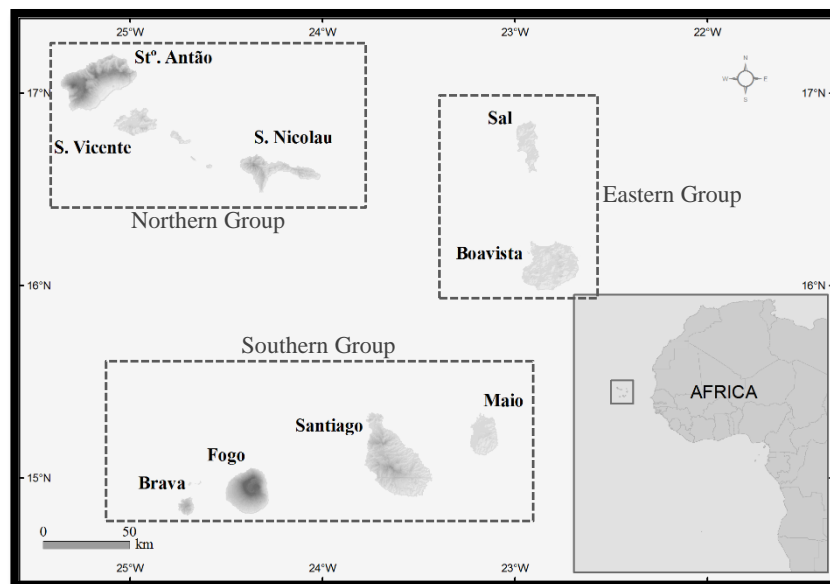 25°W 24°W 23°W 22°W
Stº. Antão
N
W E
S
17°N 17°N
Sal
S. Vicente
S. Nicolau
Northern Group
Eastern Group
Boavista
16°N 16°N
Southern Group
AFRICA
Maio
Santiago
Fogo
Brava
15°N
0 50
km
25°W 24°W 23°W 22°W